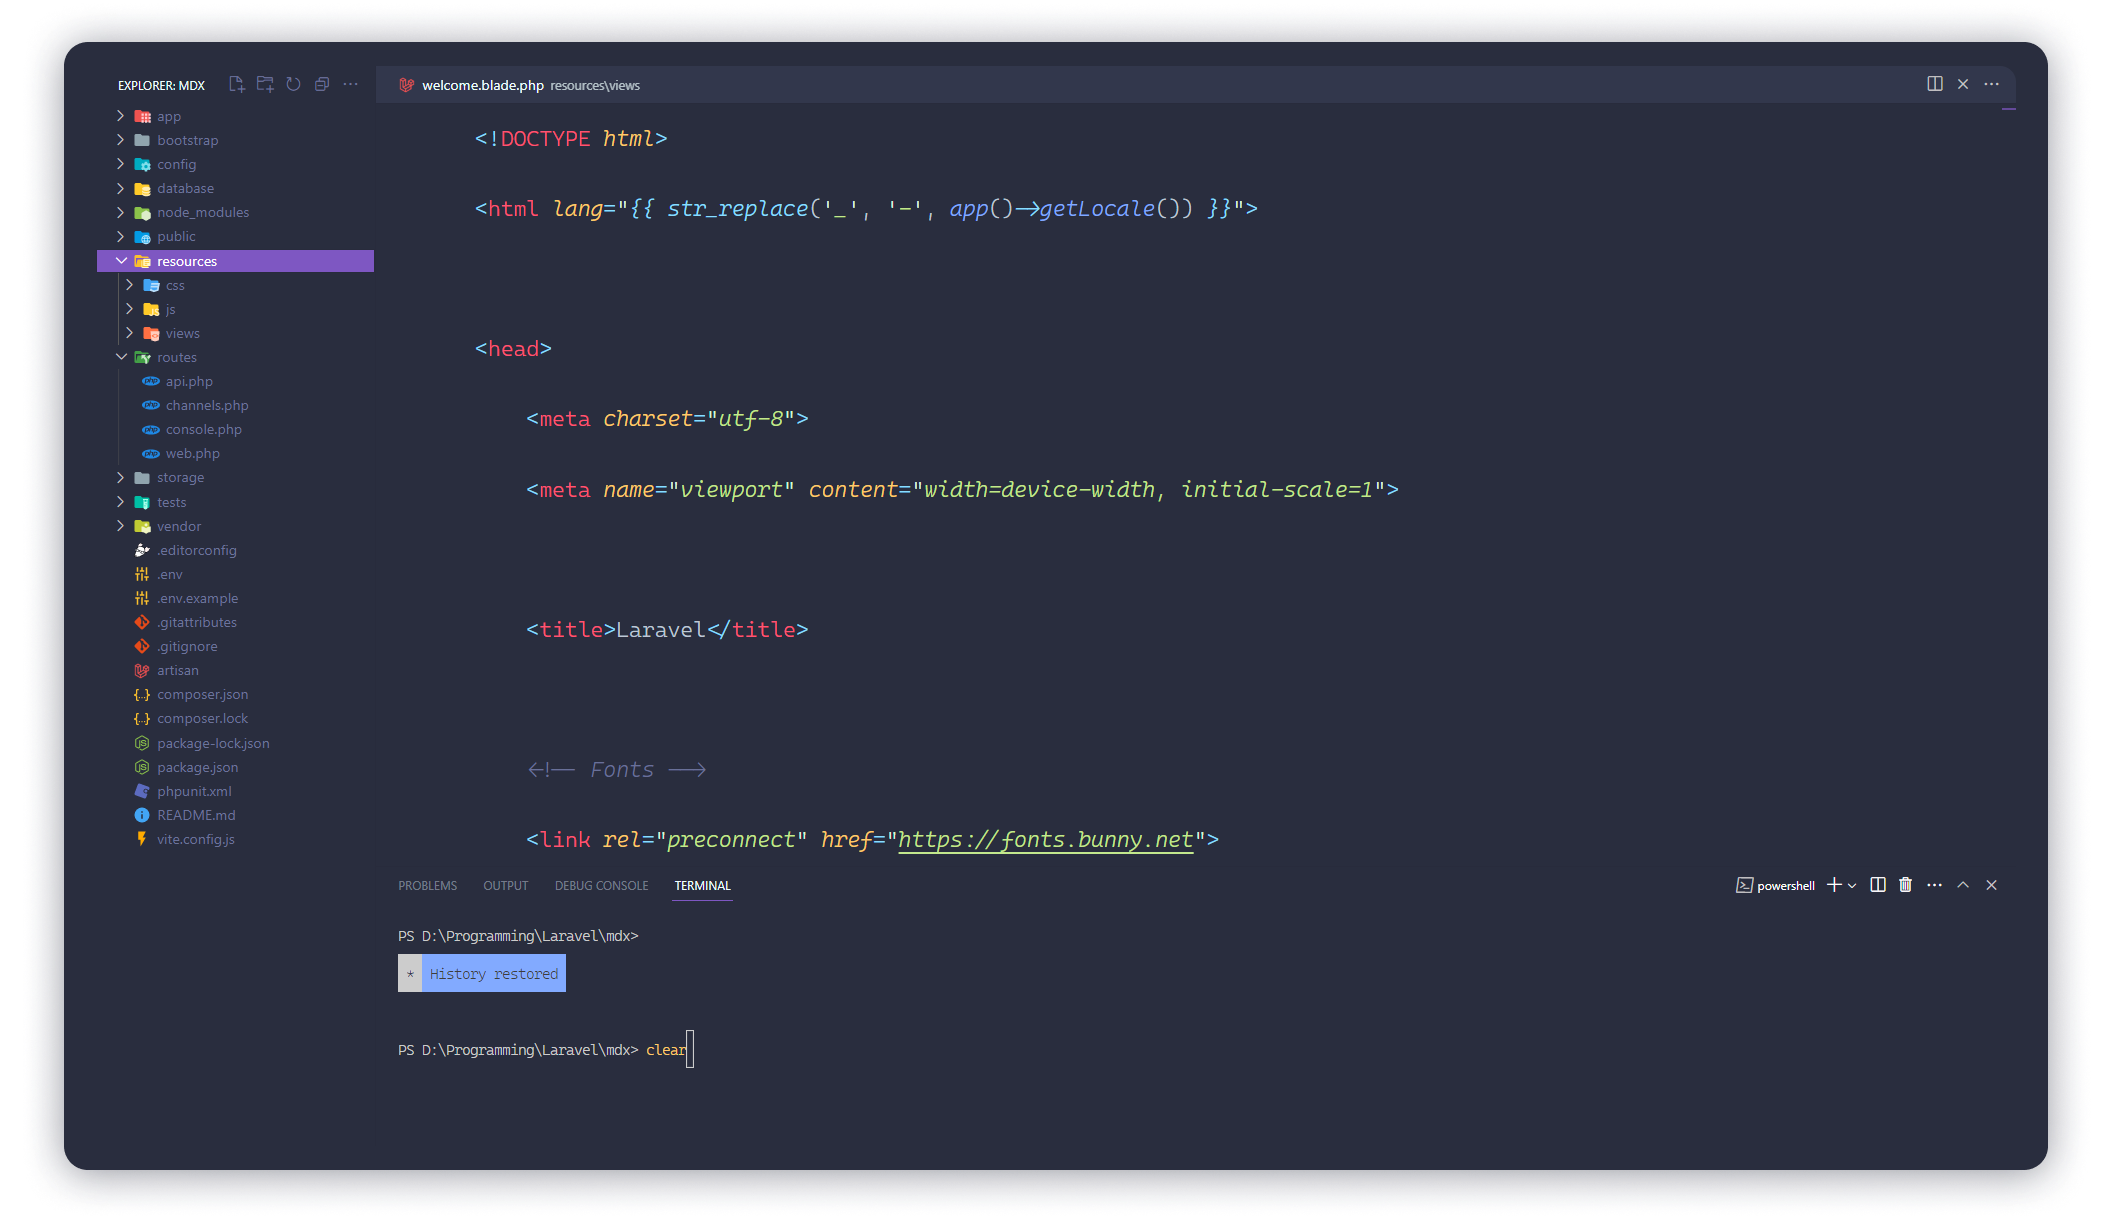 EXPLORER: MDX
app
bootstrap
config
database
node_modules
public
resources
css
js
views
routes
api.php
channels.php
console.php
web.php
storage
tests
vendor
.editorconfig
.env
.env.example
.gitattributes
.gitignore
artisan
composer.json
composer.lock
package-lock.json
package.json
phpunit.xml
README.md
vite.config.js
welcome.blade.php resources\views
<!DOCTYPE html>
<html lang="{{ str_replace('_', '-', app()->getLocale()) }}">
<head>
<meta charset="utf-8">
<meta name="viewport" content="width=device-width, initial-scale=1">
<title>Laravel</title>
<!-- Fonts -->
<link rel="preconnect" href="https://fonts.bunny.net">
PROBLEMS OUTPUT DEBUG CONSOLE TERMINAL powershell
PS D:\Programming\Laravel\mdx>
* History restored
PS D:\Programming\Laravel\mdx> clear